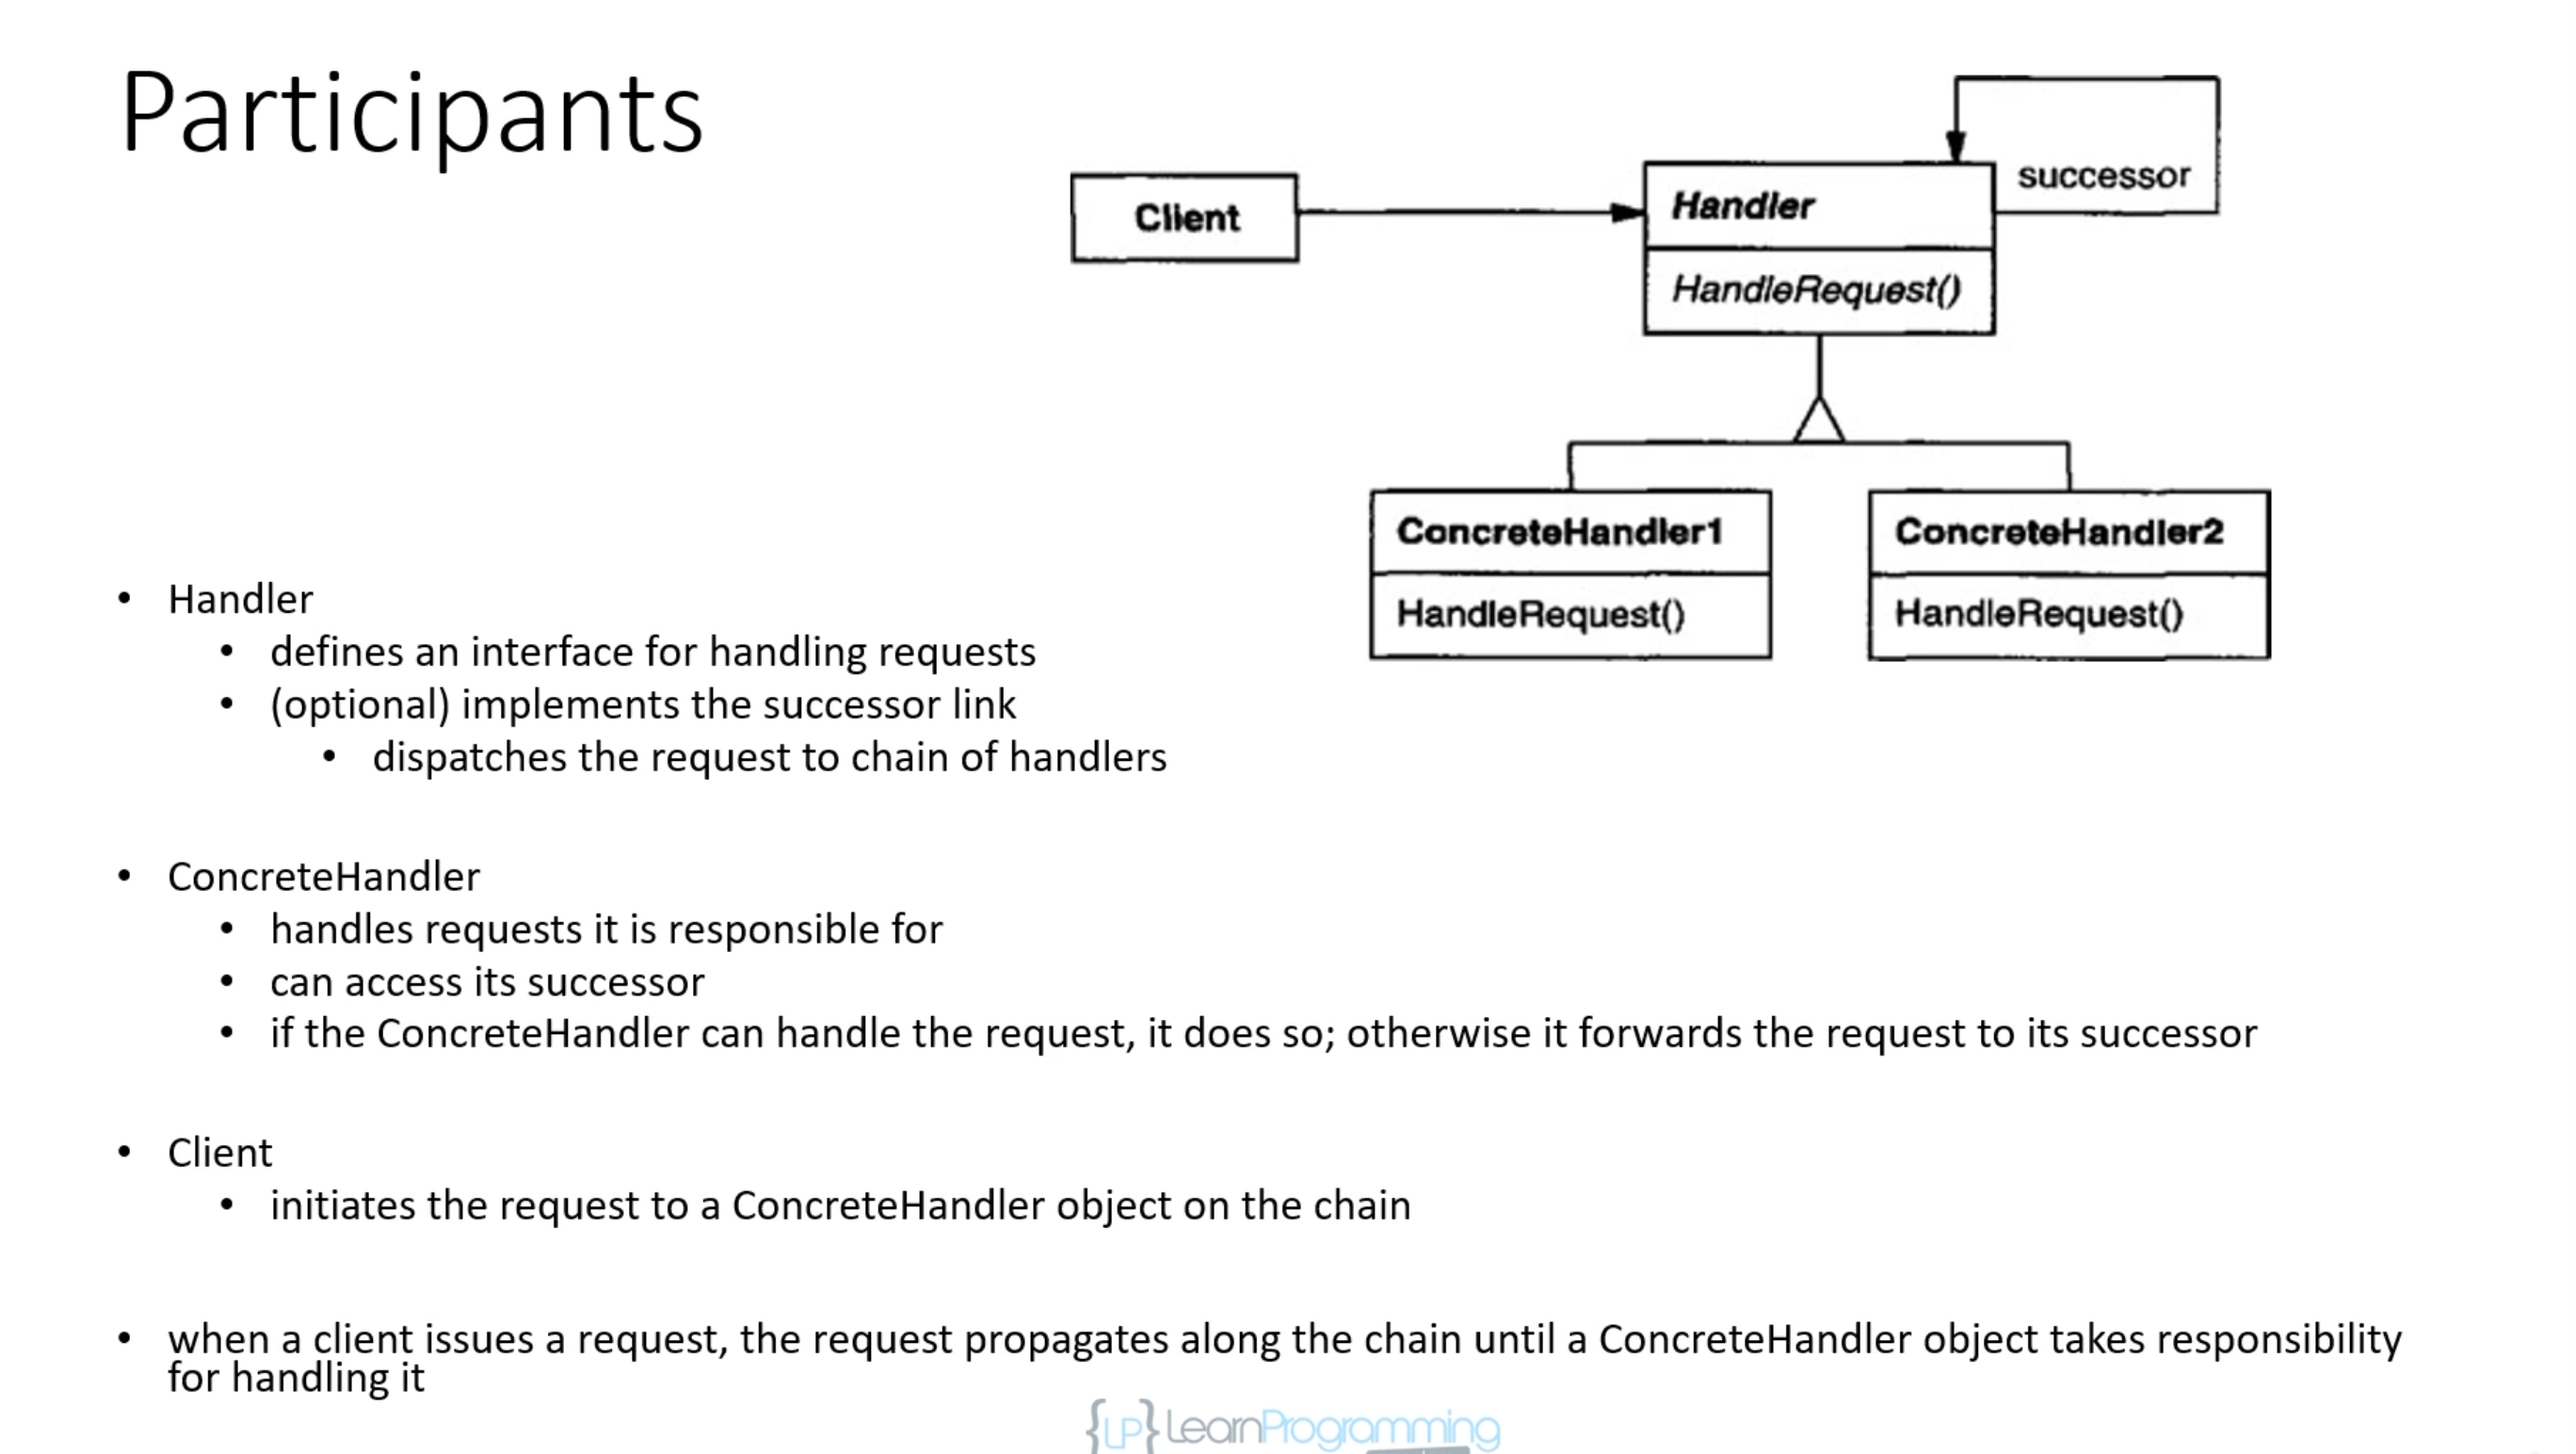 Participants
successor
Client
Handler
HandleRequest()
ConcreteHandler1
ConcreteHandler2
HandleRequest()
HandleRequest()
• Handler
• defines an interface for handling requests
• (optional) implements the successor link
• dispatches the request to chain of handlers
• ConcreteHandler
• handles requests it is responsible for
• can access its successor
• if the ConcreteHandler can handle the request, it does so; otherwise it forwards the request to its successor
• Client
• initiates the request to a ConcreteHandler object on the chain
• when a client issues a request, the request propagates along the chain until a ConcreteHandler object takes responsibility
for handling it
{LP} LearnProgramming